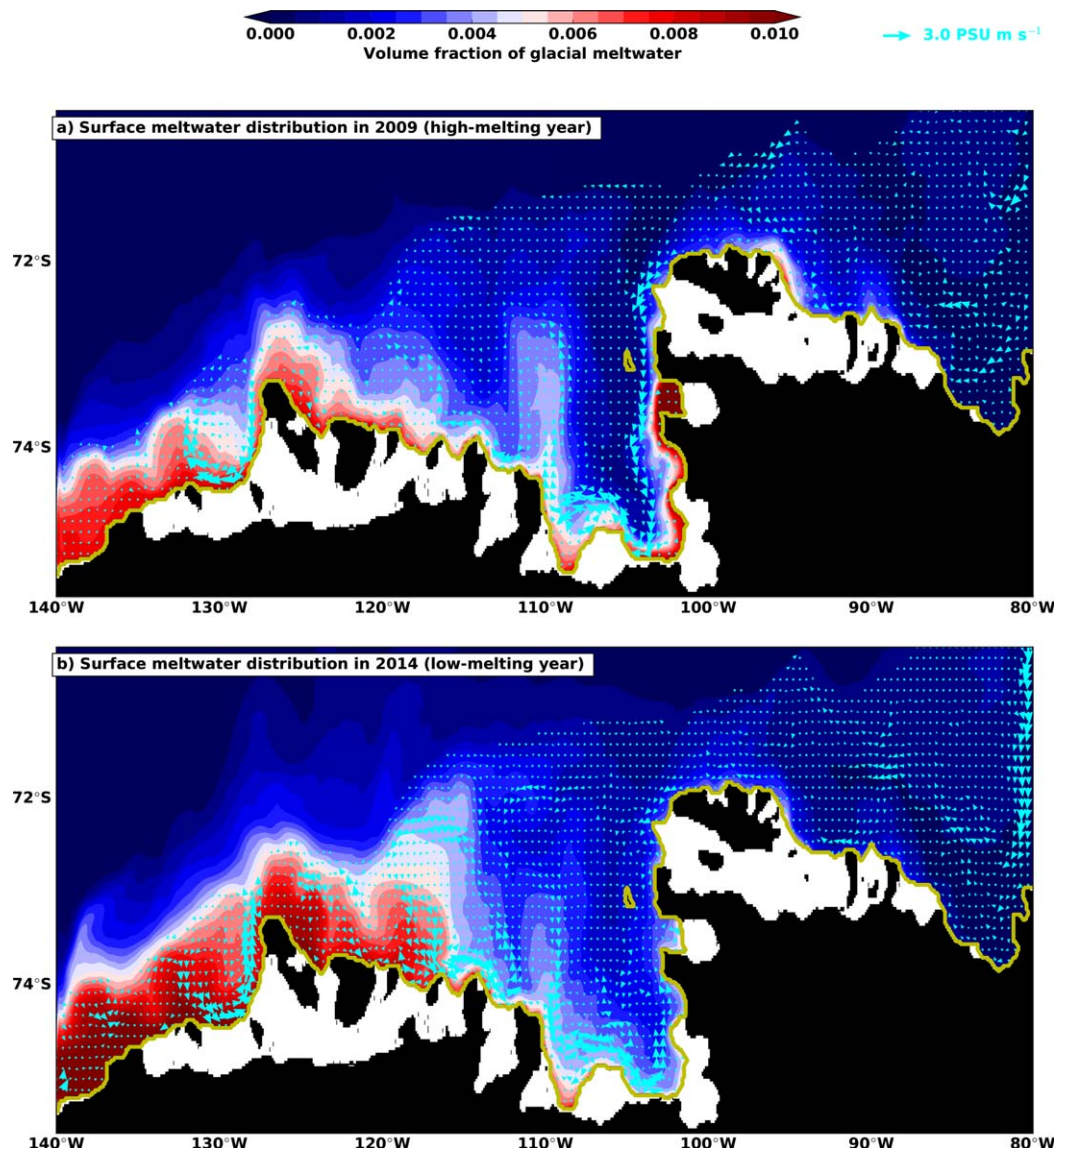 0.000 0.002 0.004 0.006 0.008 0.010
Volume fraction of glacial meltwater
3.0 PSU m s⁻¹
a) Surface meltwater distribution in 2009 (high-melting year)
72°S
74°S
140°W 130°W 120°W 110°W 100°W 90°W 80°W
b) Surface meltwater distribution in 2014 (low-melting year)
72°S
74°S
140°W 130°W 120°W 110°W 100°W 90°W 80°W